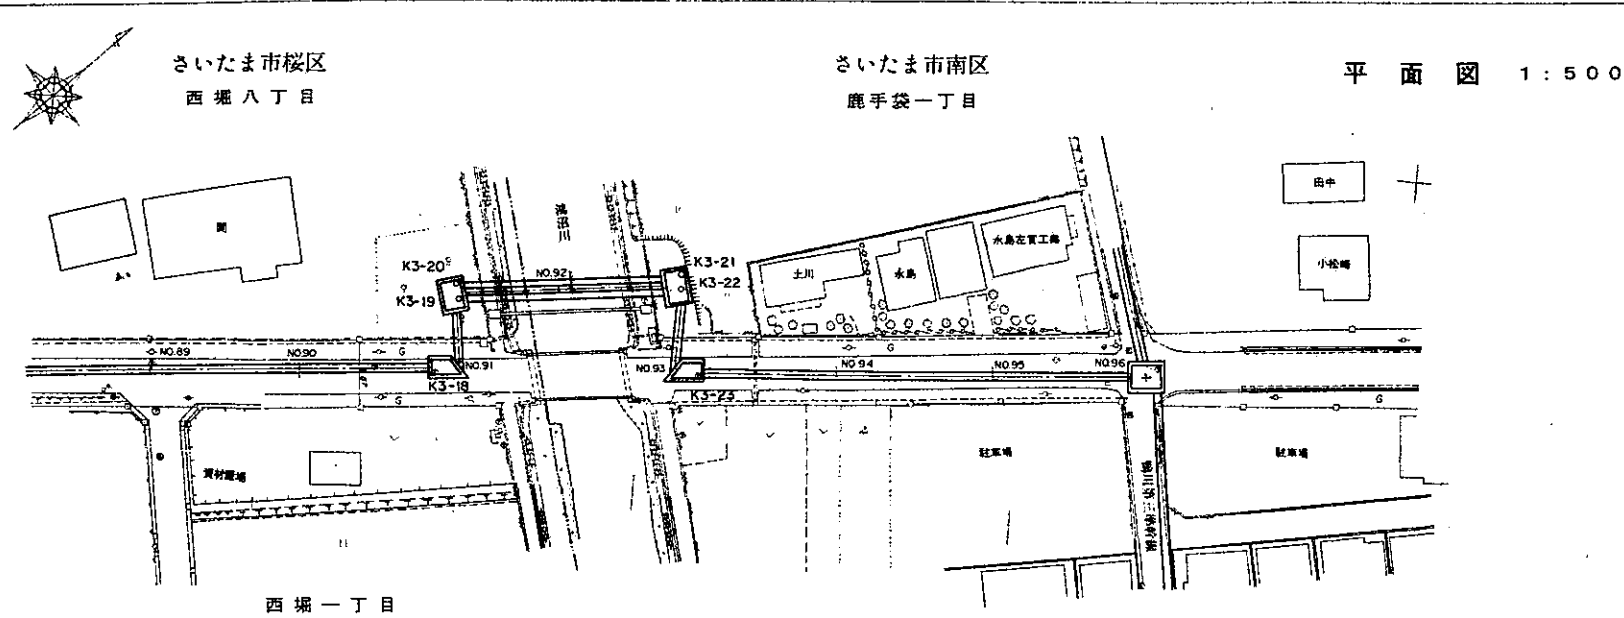 さいたま市桜区
西堀八丁目
さいたま市南区
鹿手袋一丁目
平面図 1:500
田中
関
鴻沼川
K3-20
K3-21
NO.92
K3-19
K3-22
土川
永島
永島左官工業
小松崎
NO.89
NO.90
G
NO.91
K3-18
G
NO.93
K3-23
G
NO.94
NO.95
NO.96
G
資材置場
駐車場
駐車場
西堀一丁目